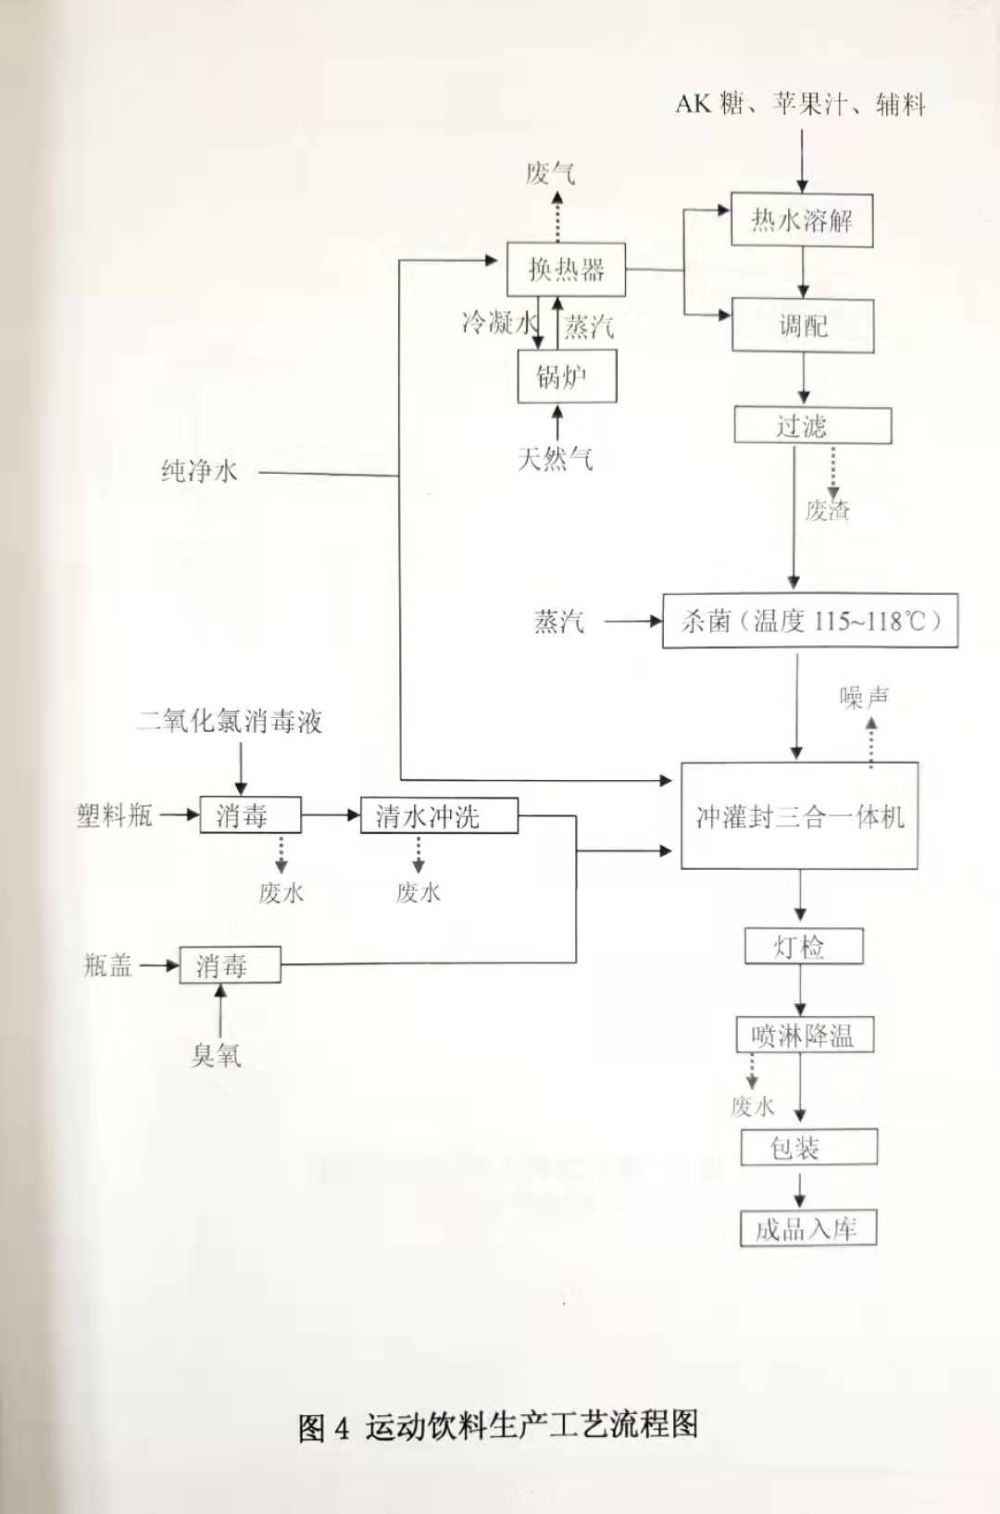 AK 糖、苹果汁、辅料
废气
热水溶解
换热器
冷凝水
蒸汽
调配
锅炉
过滤
天然气
纯净水
废渣
蒸汽
杀菌（温度 115~118℃）
噪声
二氧化氯消毒液
塑料瓶
消毒
清水冲洗
冲灌封三合一体机
废水
废水
灯检
瓶盖
消毒
喷淋降温
臭氧
废水
包装
成品入库
图 4 运动饮料生产工艺流程图